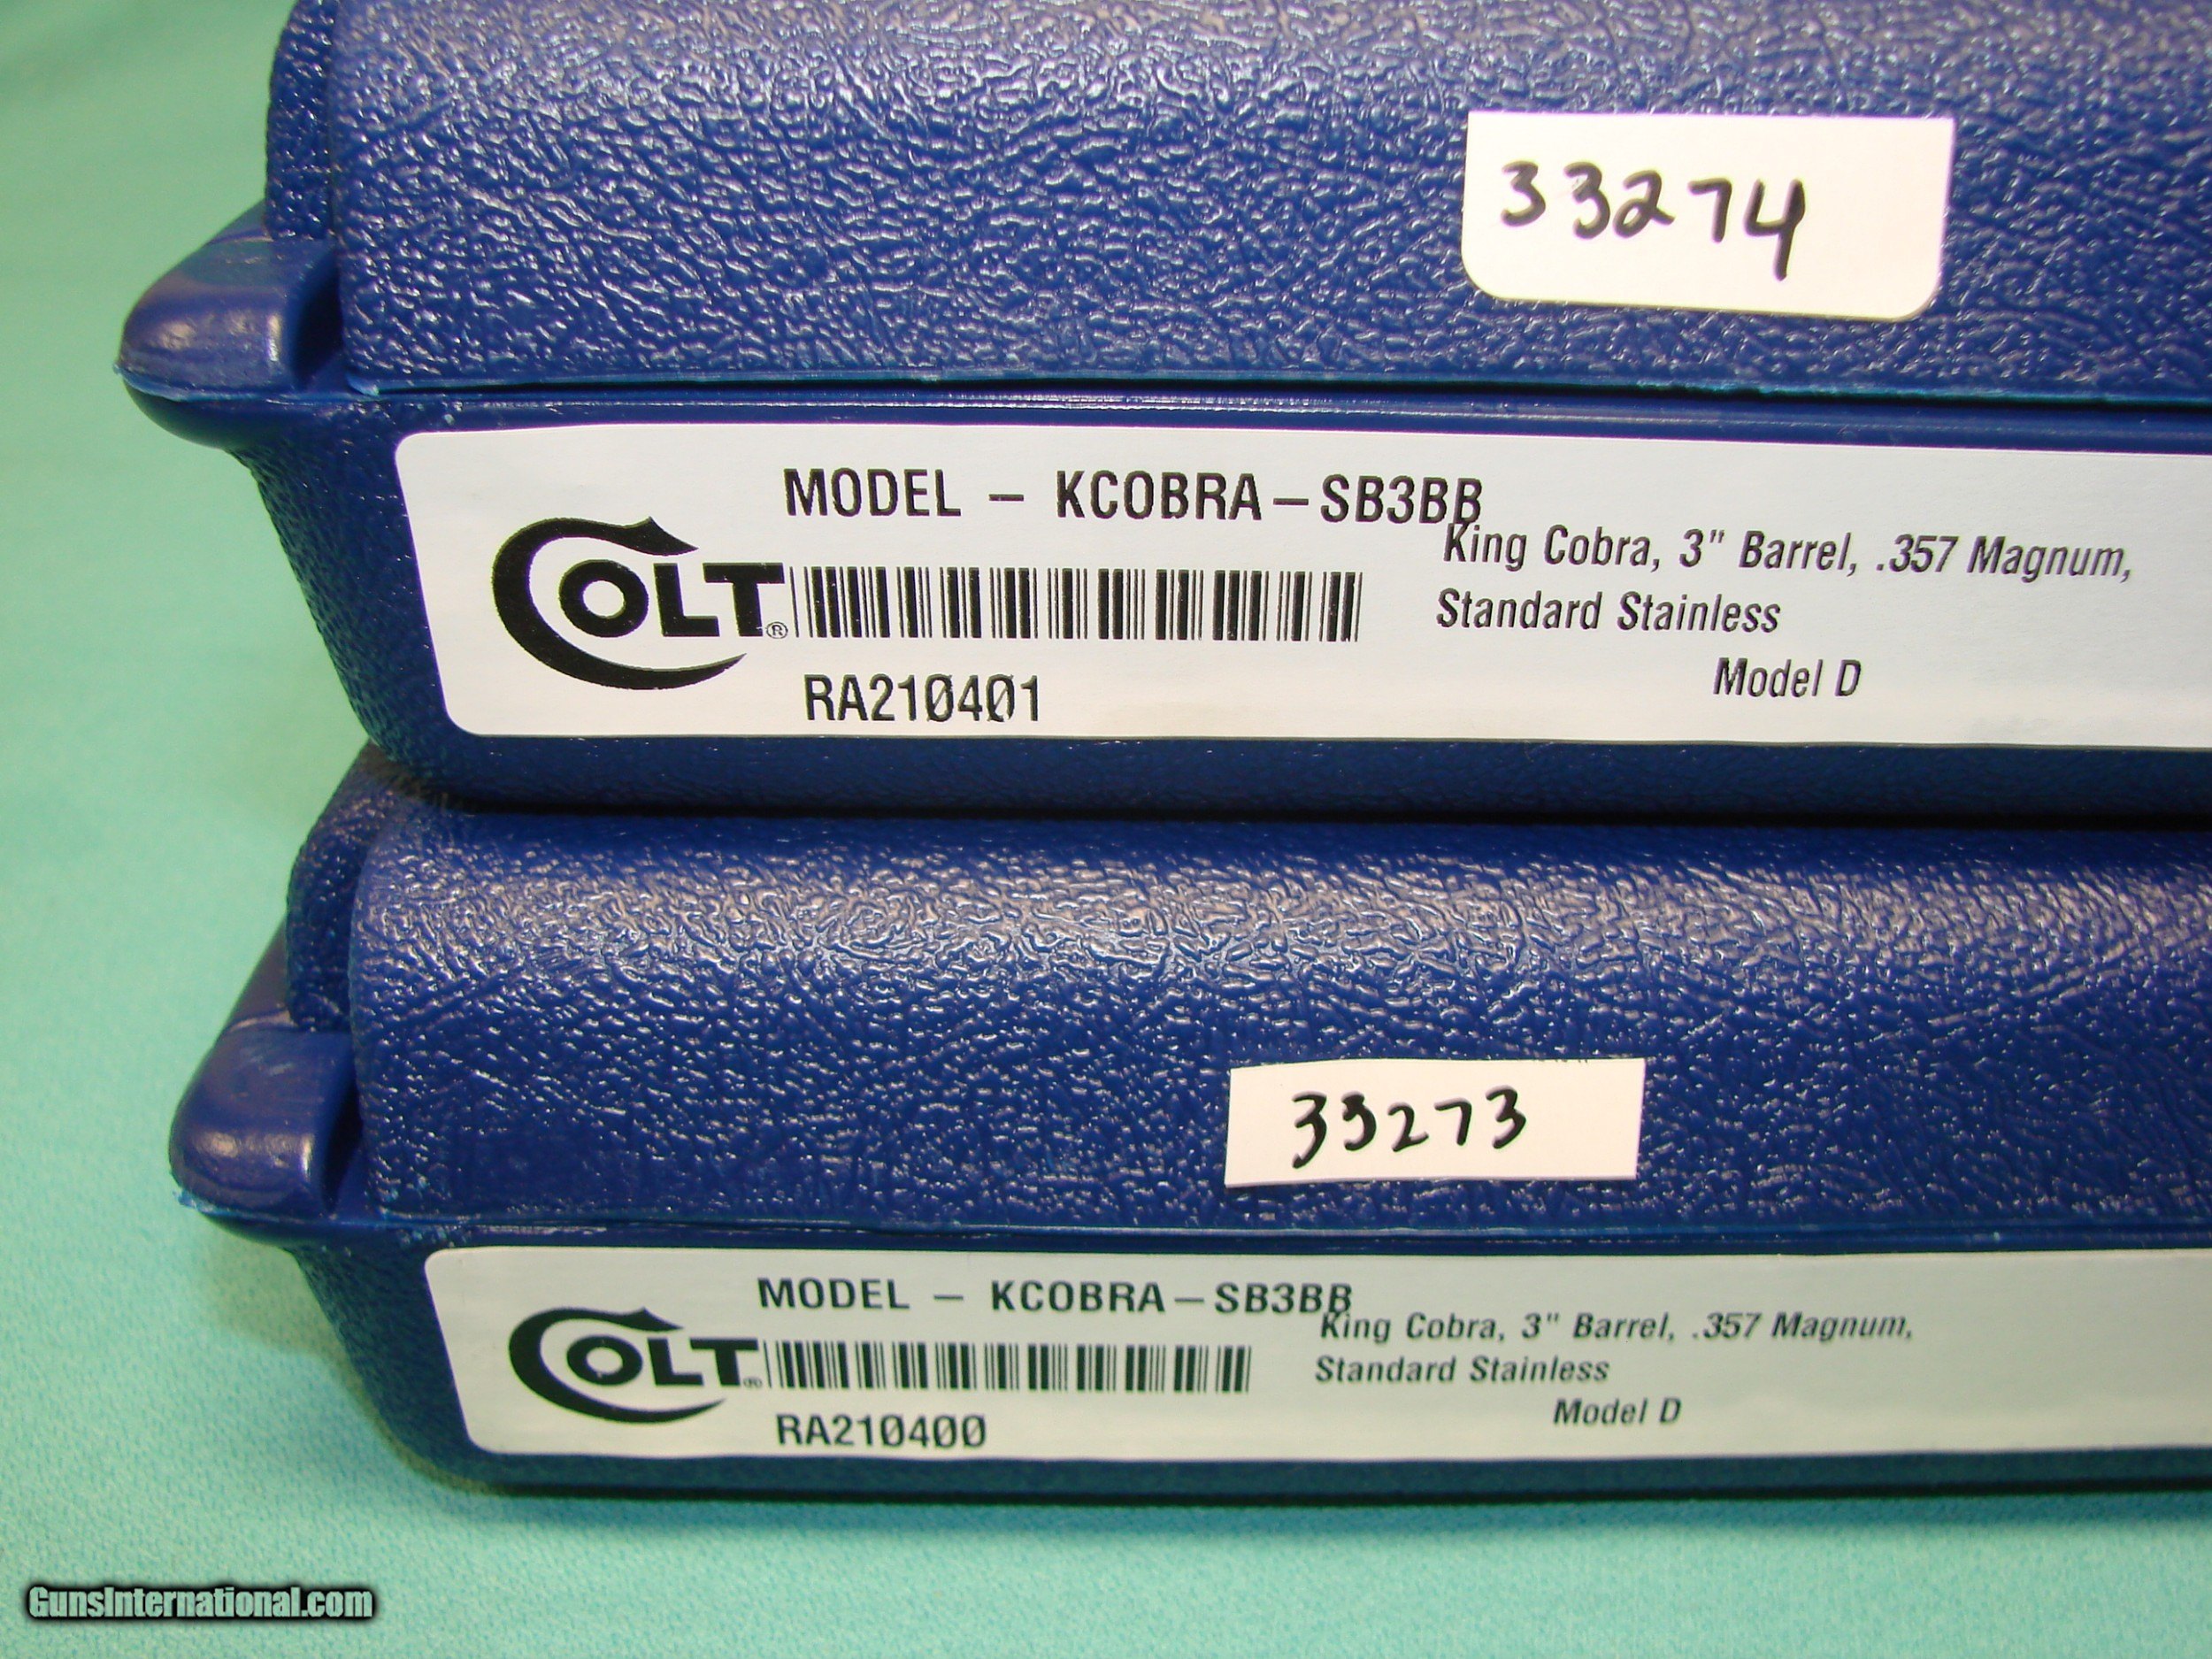 33274
MODEL - KCOBRA-SB3BB
King Cobra, 3" Barrel, .357 Magnum,
COLT®
Standard Stainless
Model D
RA210401
33273
MODEL - KCOBRA-SB3BB
King Cobra, 3" Barrel, .357 Magnum,
COLT®
Standard Stainless
Model D
RA210400
GunsInternational.com